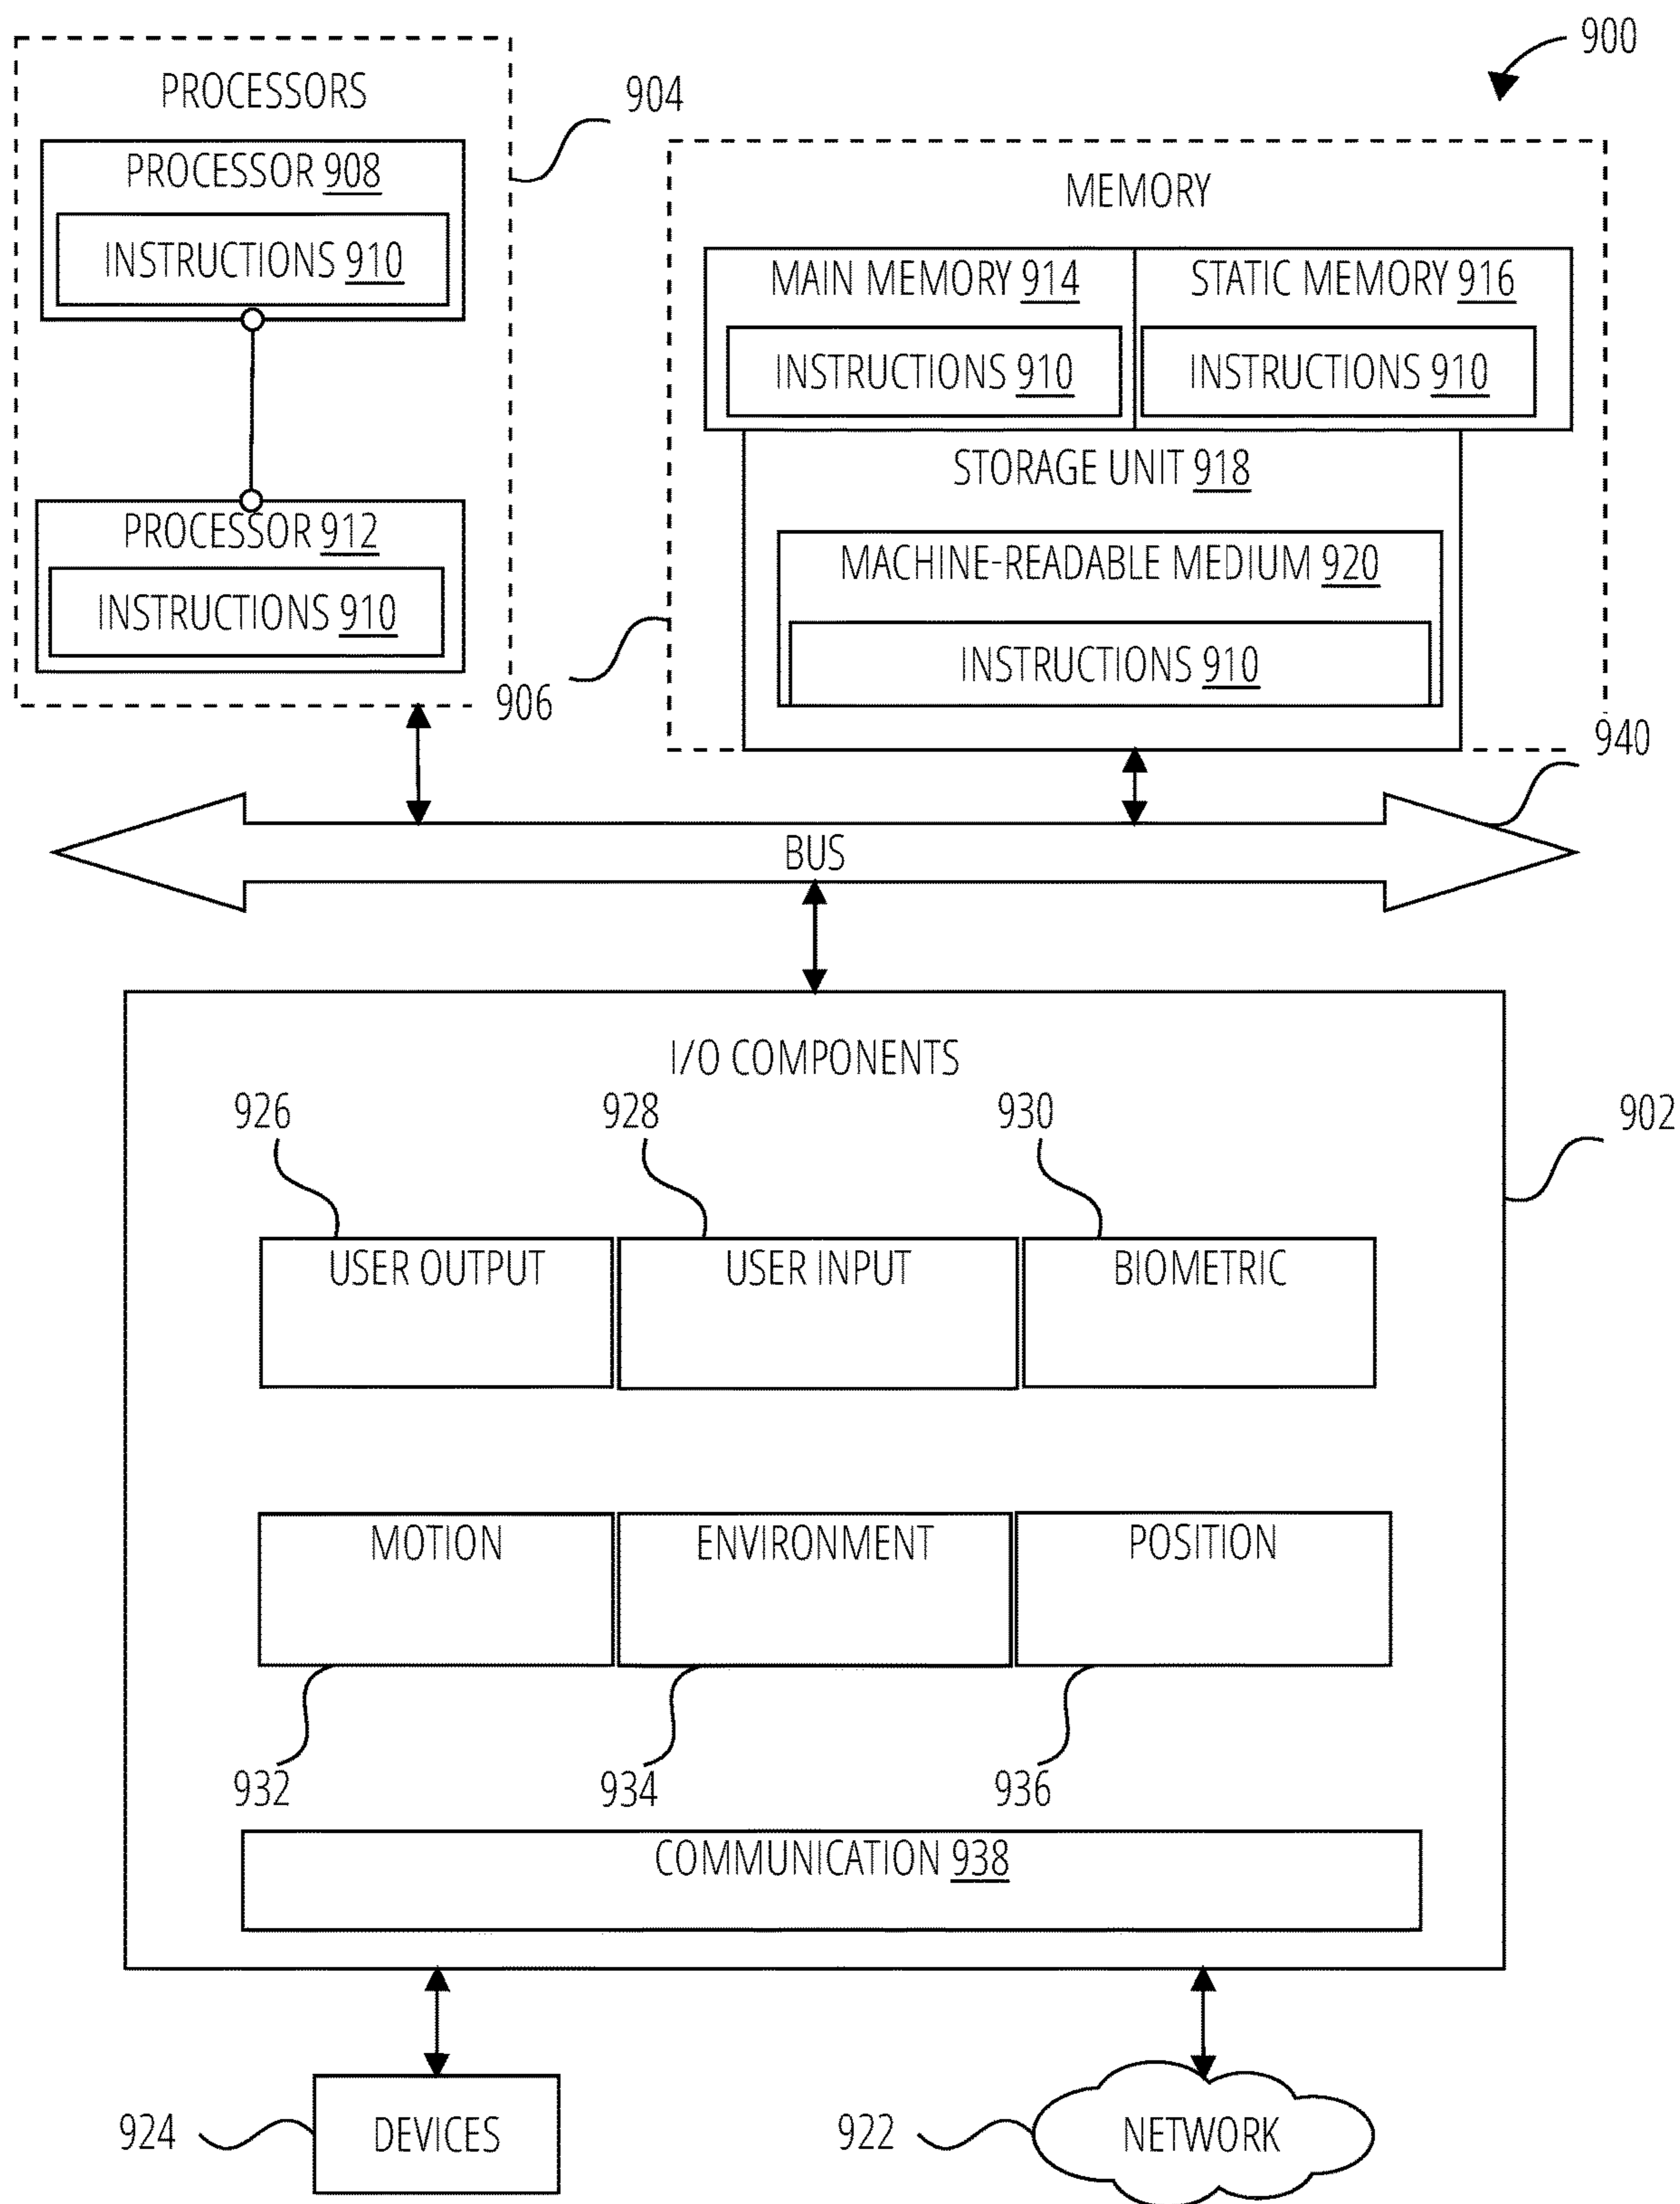 900
PROCESSORS
904
PROCESSOR 908
INSTRUCTIONS 910
PROCESSOR 912
INSTRUCTIONS 910
MEMORY
MAIN MEMORY 914
INSTRUCTIONS 910
STATIC MEMORY 916
INSTRUCTIONS 910
STORAGE UNIT 918
MACHINE-READABLE MEDIUM 920
INSTRUCTIONS 910
906
940
BUS
I/O COMPONENTS
902
926
928
930
USER OUTPUT
USER INPUT
BIOMETRIC
MOTION
ENVIRONMENT
POSITION
932
934
936
COMMUNICATION 938
924
DEVICES
922
NETWORK